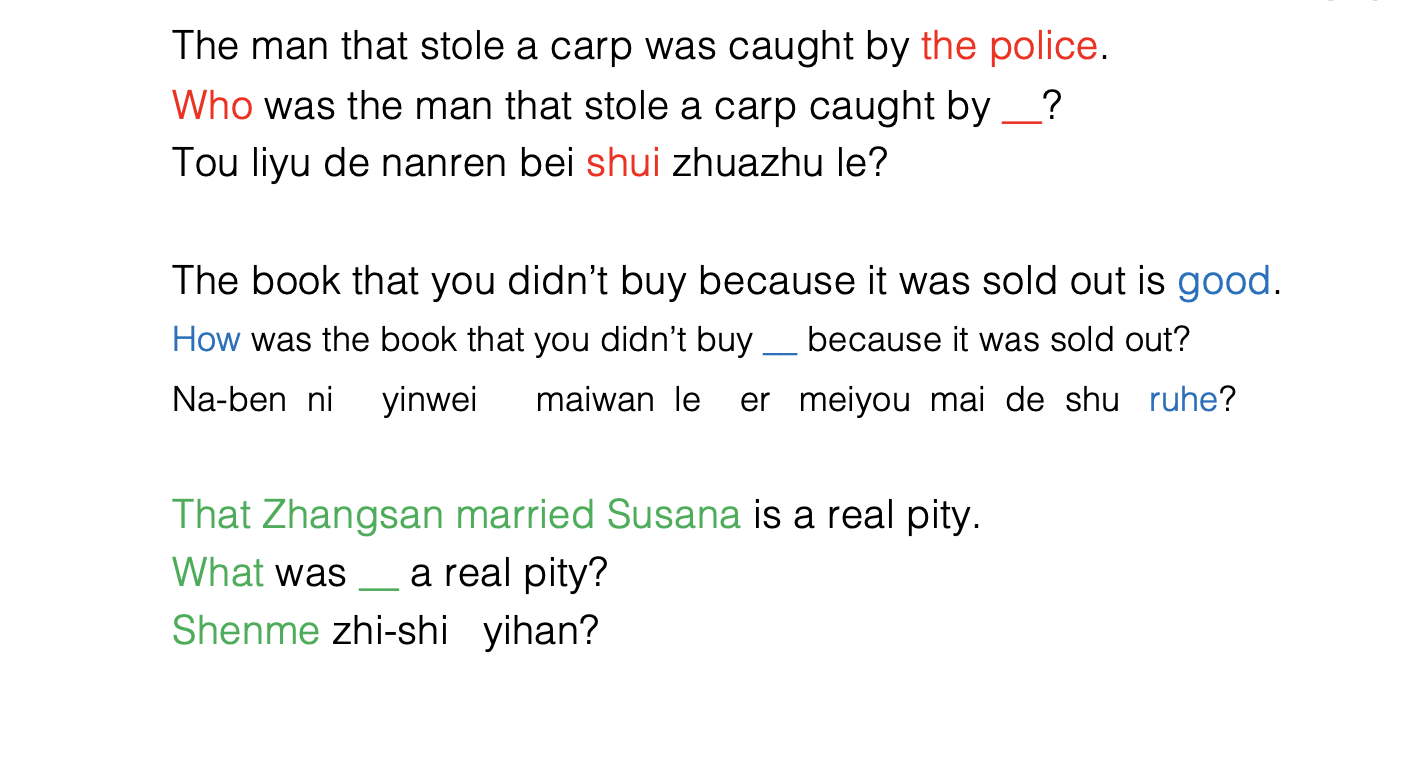 The man that stole a carp was caught by the police.
Who was the man that stole a carp caught by __?
Tou liyu de nanren bei shui zhuazhu le?
The book that you didn’t buy because it was sold out is good.
How was the book that you didn’t buy __ because it was sold out?
Na-ben ni yinwei maiwan le er meiyou mai de shu ruhe?
That Zhangsan married Susana is a real pity.
What was __ a real pity?
Shenme zhi-shi yihan?